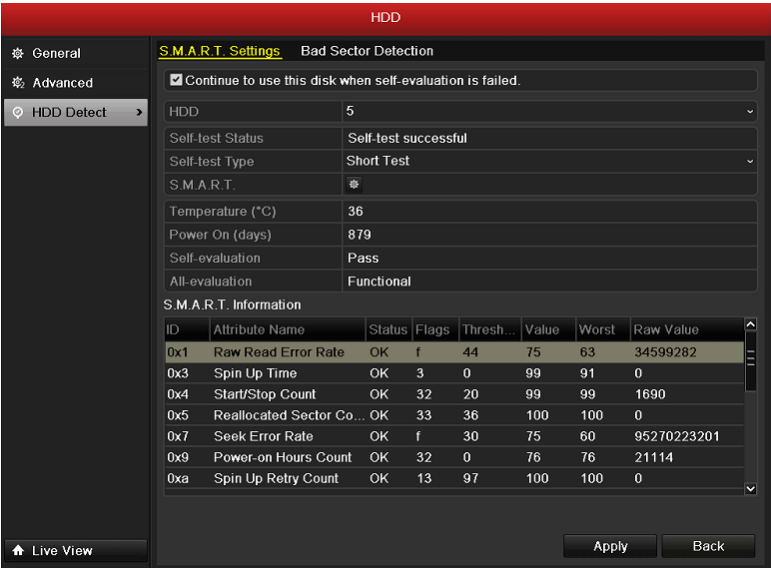 HDD
General
Advanced
HDD Detect
S.M.A.R.T. Settings Bad Sector Detection
Continue to use this disk when self-evaluation is failed.
HDD 5
Self-test Status Self-test successful
Self-test Type Short Test
S.M.A.R.T.
Temperature (°C) 36
Power On (days) 879
Self-evaluation Pass
All-evaluation Functional
S.M.A.R.T. Information
ID Attribute Name Status Flags Thresh... Value Worst Raw Value
0x1 Raw Read Error Rate OK f 44 75 63 34599282
0x3 Spin Up Time OK 3 0 99 91 0
0x4 Start/Stop Count OK 32 20 99 99 1690
0x5 Reallocated Sector Co... OK 33 36 100 100 0
0x7 Seek Error Rate OK f 30 75 60 95270223201
0x9 Power-on Hours Count OK 32 0 76 76 21114
0xa Spin Up Retry Count OK 13 97 100 100 0
Apply Back
Live View